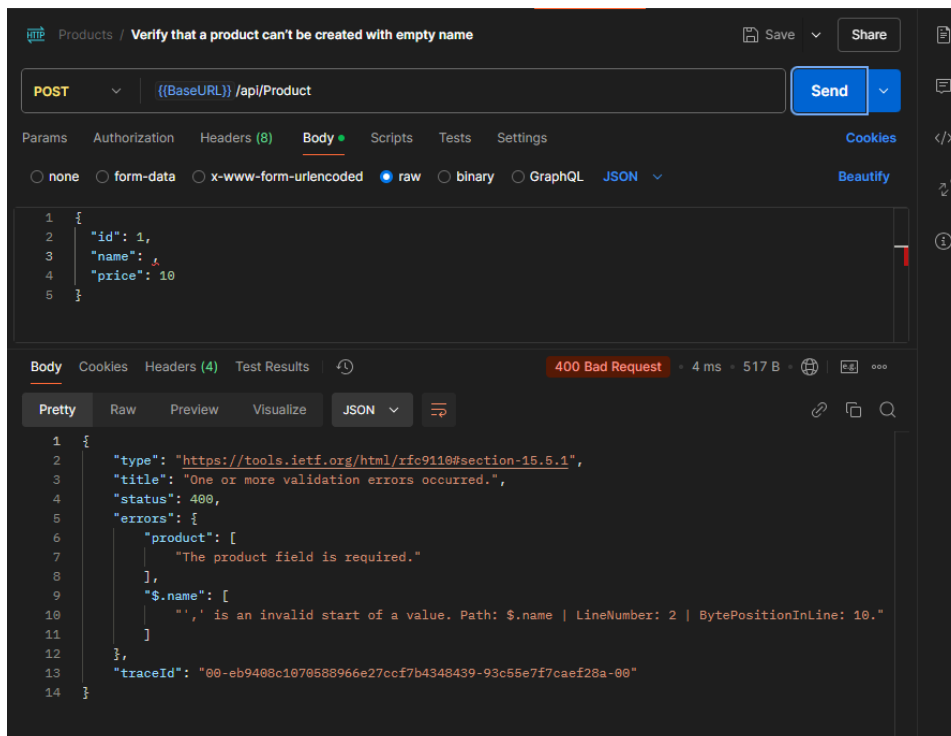 HTTP Products / Verify that a product can't be created with empty name Save Share
POST {{BaseURL}} /api/Product Send
Params Authorization Headers (8) Body Scripts Tests Settings Cookies
none form-data x-www-form-urlencoded raw binary GraphQL JSON Beautify
1 {
2 "id": 1,
3 "name": ,
4 "price": 10
5 }
Body Cookies Headers (4) Test Results 400 Bad Request • 4 ms • 517 B • e.g.
Pretty Raw Preview Visualize JSON
1 {
2 "type": "https://tools.ietf.org/html/rfc9110#section-15.5.1",
3 "title": "One or more validation errors occurred.",
4 "status": 400,
5 "errors": {
6 "product": [
7 "The product field is required."
8 ],
9 "$.name": [
10 "',' is an invalid start of a value. Path: $.name | LineNumber: 2 | BytePositionInLine: 10."
11 ]
12 },
13 "traceId": "00-eb9408c1070588966e27ccf7b4348439-93c55e7f7caef28a-00"
14 }